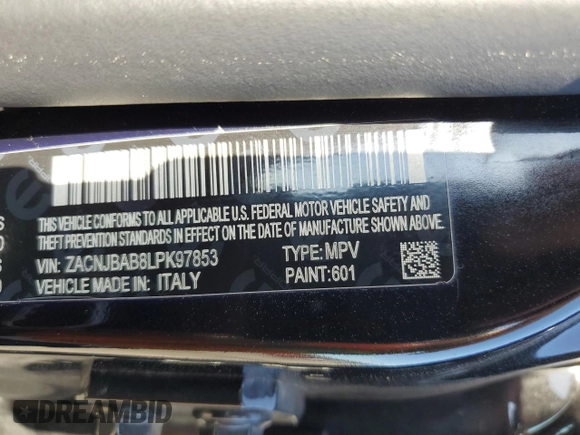 THIS VEHICLE CONFORMS TO ALL APPLICABLE U.S. FEDERAL MOTOR VEHICLE SAFETY AND
THEFT PREVENTION STANDARDS IN EFFECT ON THE DATE OF MANUFACTURE SHOWN ABOVE.
VIN: ZACNJBAB8LPK97853 TYPE:MPV
VEHICLE MADE IN: ITALY PAINT:601
DREAMBID